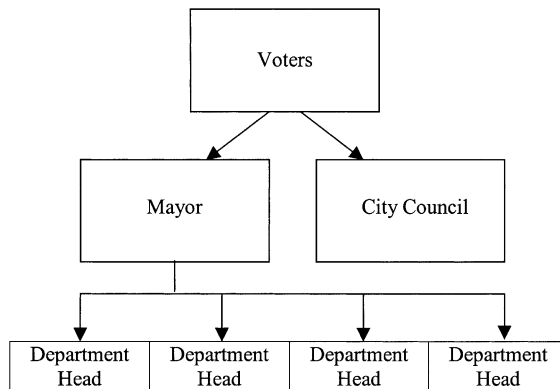 Voters
Mayor
City Council
Department
Head
Department
Head
Department
Head
Department
Head